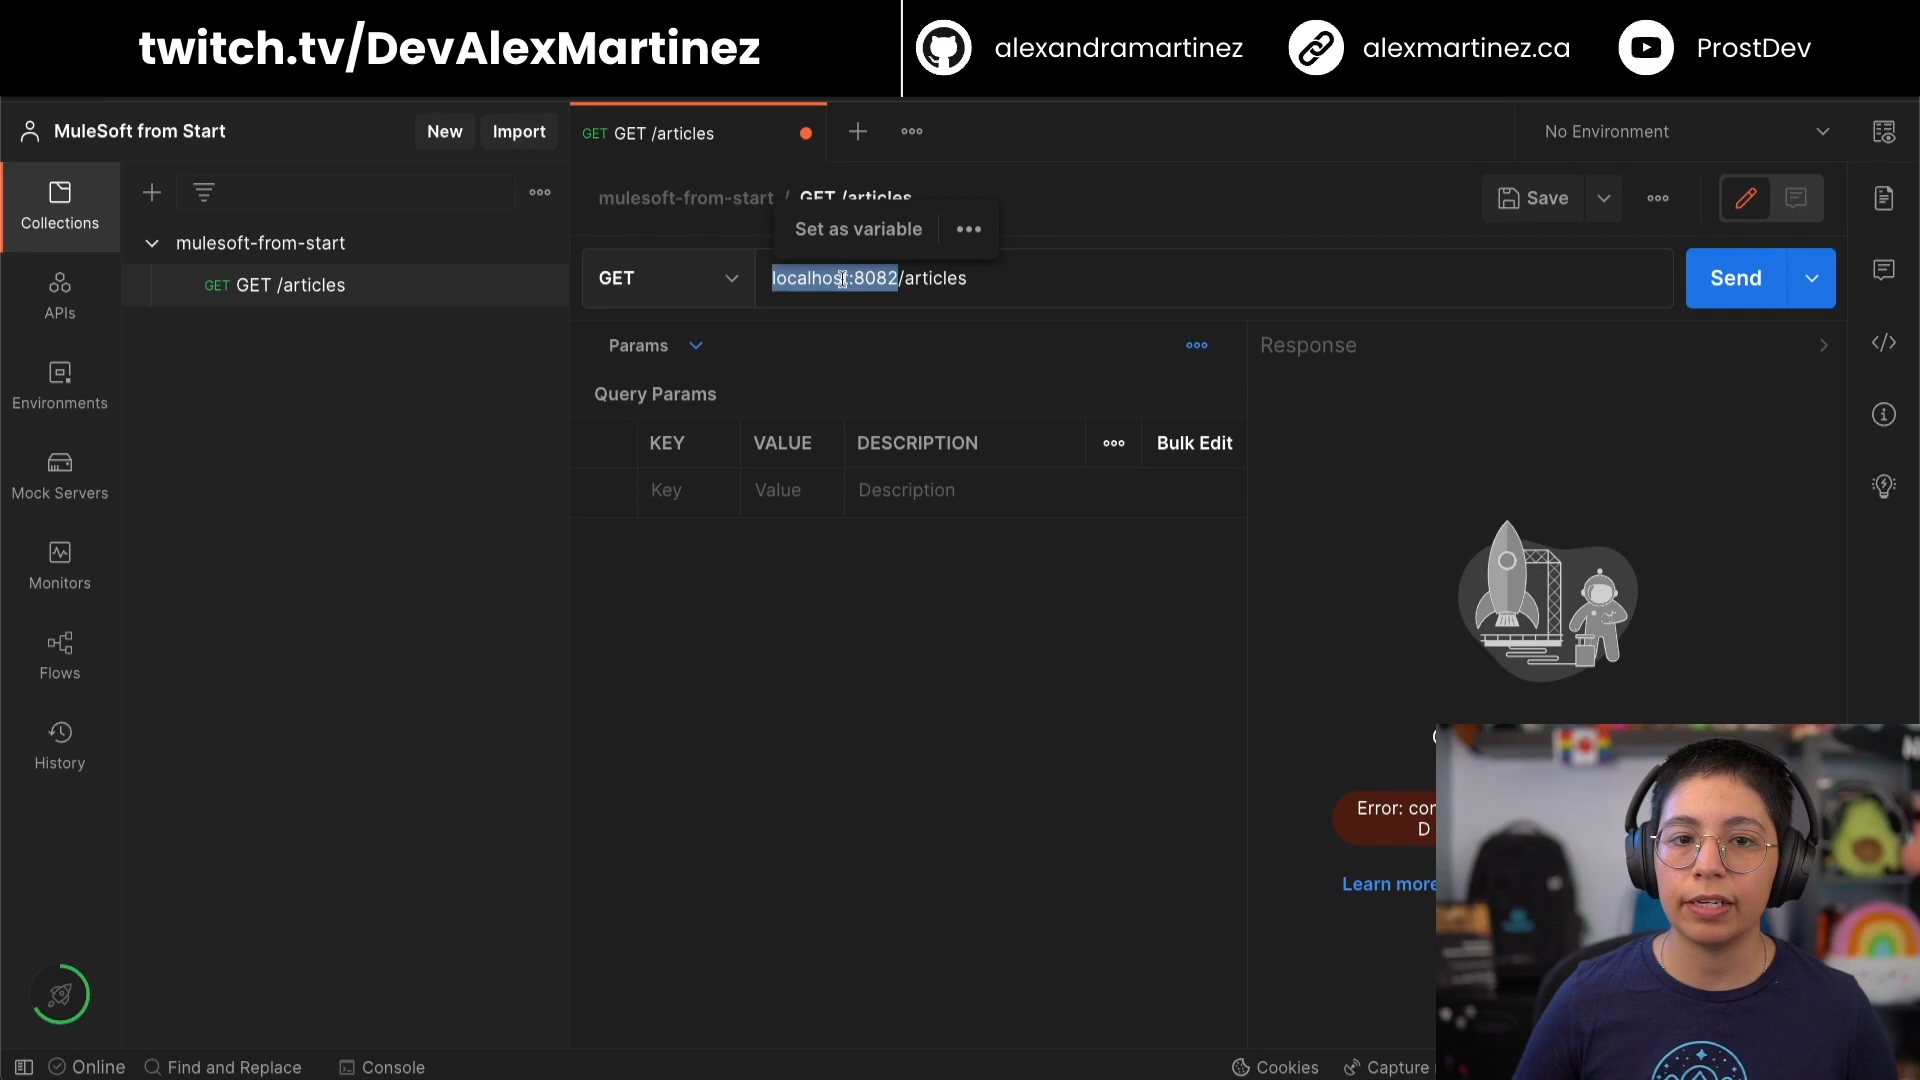 twitch.tv/DevAlexMartinez
alexandramartinez
alexmartinez.ca
ProstDev
MuleSoft from Start
New
Import
GET GET /articles
No Environment
Collections
mulesoft-from-start
GET GET /articles
mulesoft-from-start / GET /articles
Save
Set as variable
GET
localhost:8082/articles
Send
APIs
Environments
Mock Servers
Monitors
Flows
History
Params
Response
Query Params
KEY VALUE DESCRIPTION Bulk Edit
Key Value Description
Error:
Learn more
Online
Find and Replace
Console
Cookies
Capture